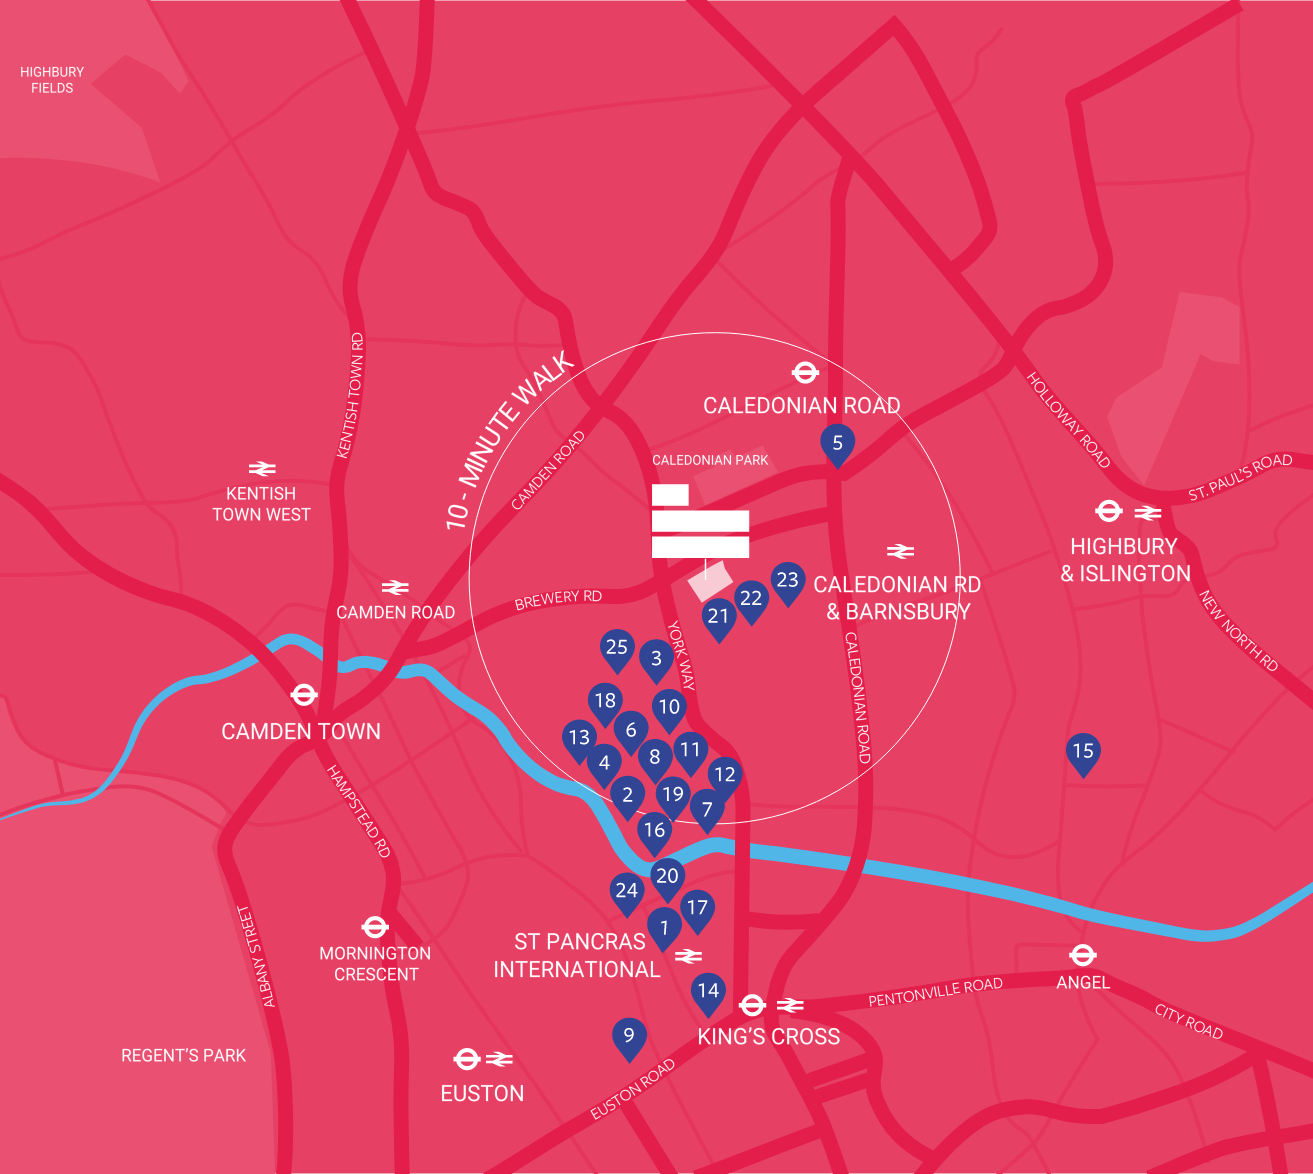 HIGHBURY
FIELDS
KENTISH TOWN RD
10 - MINUTE WALK
CALEDONIAN ROAD
5
HOLLOWAY ROAD
CAMDEN ROAD
CALEDONIAN PARK
ST. PAUL'S ROAD
KENTISH
TOWN WEST
HIGHBURY
& ISLINGTON
CAMDEN ROAD
BREWERY RD
23
22
21
CALEDONIAN RD
& BARNSBURY
NEW NORTH RD
YORK WAY
CALEDONIAN ROAD
25
3
18
10
CAMDEN TOWN
13
6
11
4
8
12
15
2
19
7
HAMPSTEAD RD
16
20
24
17
1
ALBANY STREET
MORNINGTON
CRESCENT
ST PANCRAS
INTERNATIONAL
14
PENTONVILLE ROAD
ANGEL
CITY ROAD
KING'S CROSS
9
REGENT'S PARK
EUSTON
EUSTON ROAD